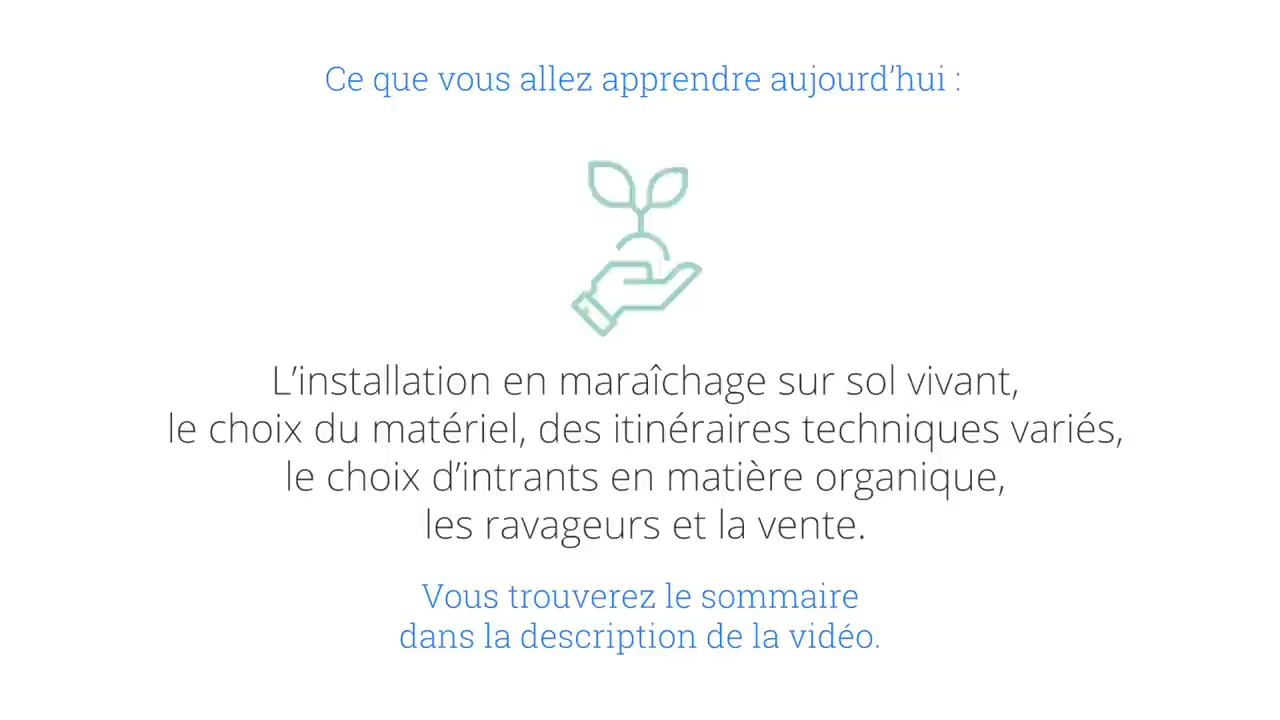 Ce que vous allez apprendre aujourd’hui :
L’installation en maraîchage sur sol vivant,
le choix du matériel, des itinéraires techniques variés,
le choix d’intrants en matière organique,
les ravageurs et la vente.
Vous trouverez le sommaire
dans la description de la vidéo.